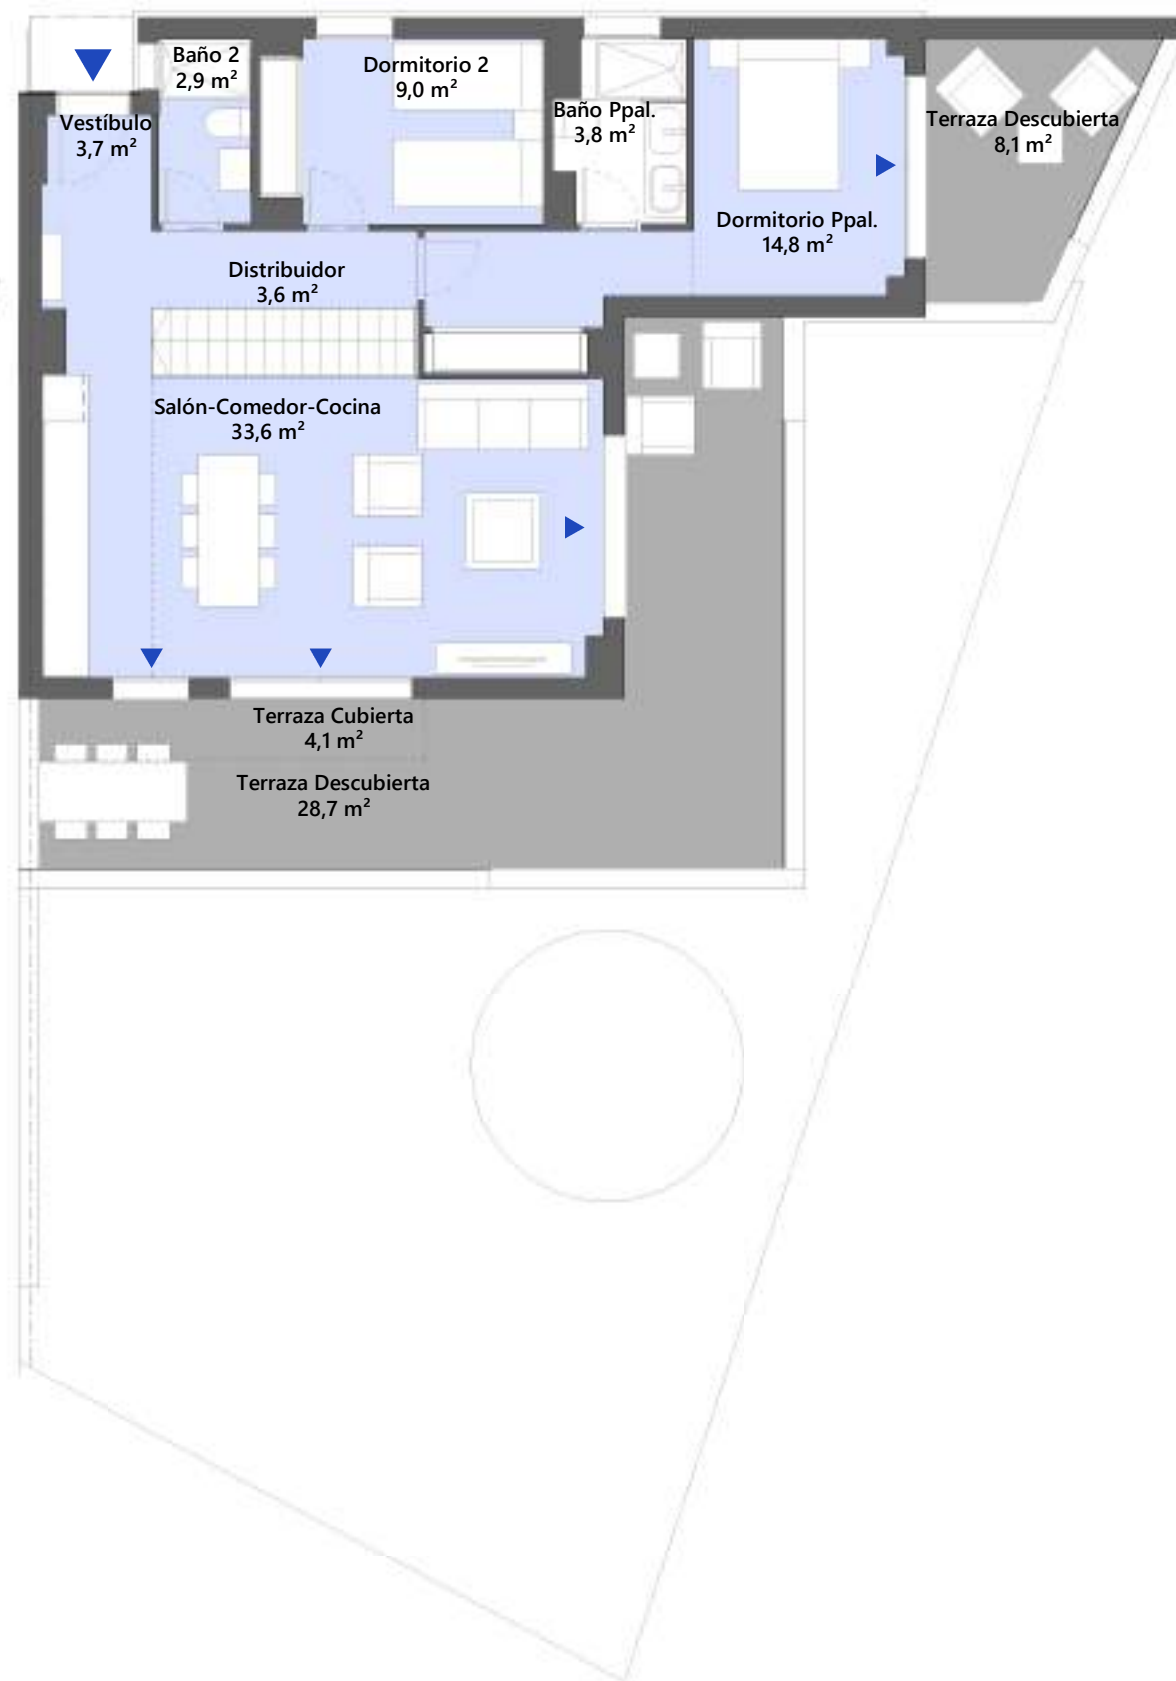 Baño 2
2,9 m²
Dormitorio 2
9,0 m²
Baño Ppal.
3,8 m²
Vestíbulo
3,7 m²
Terraza Descubierta
8,1 m²
Dormitorio Ppal.
14,8 m²
Distribuidor
3,6 m²
Salón-Comedor-Cocina
33,6 m²
Terraza Cubierta
4,1 m²
Terraza Descubierta
28,7 m²